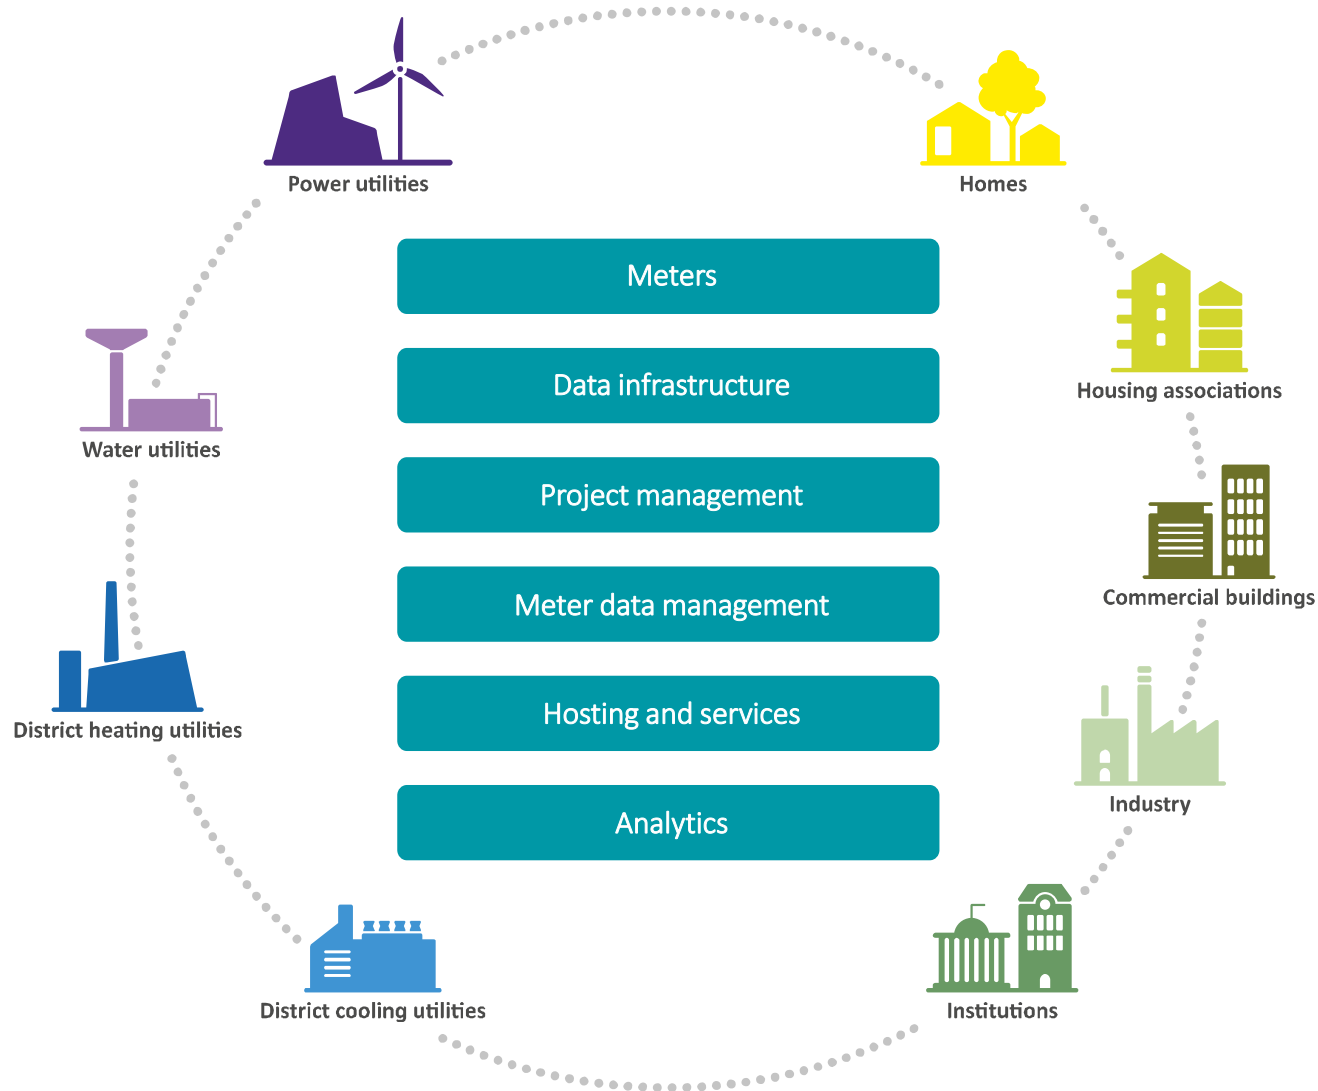 Power utilities
Homes
Meters
Data infrastructure
Housing associations
Water utilities
Project management
Commercial buildings
Meter data management
District heating utilities
Hosting and services
Industry
Analytics
District cooling utilities
Institutions